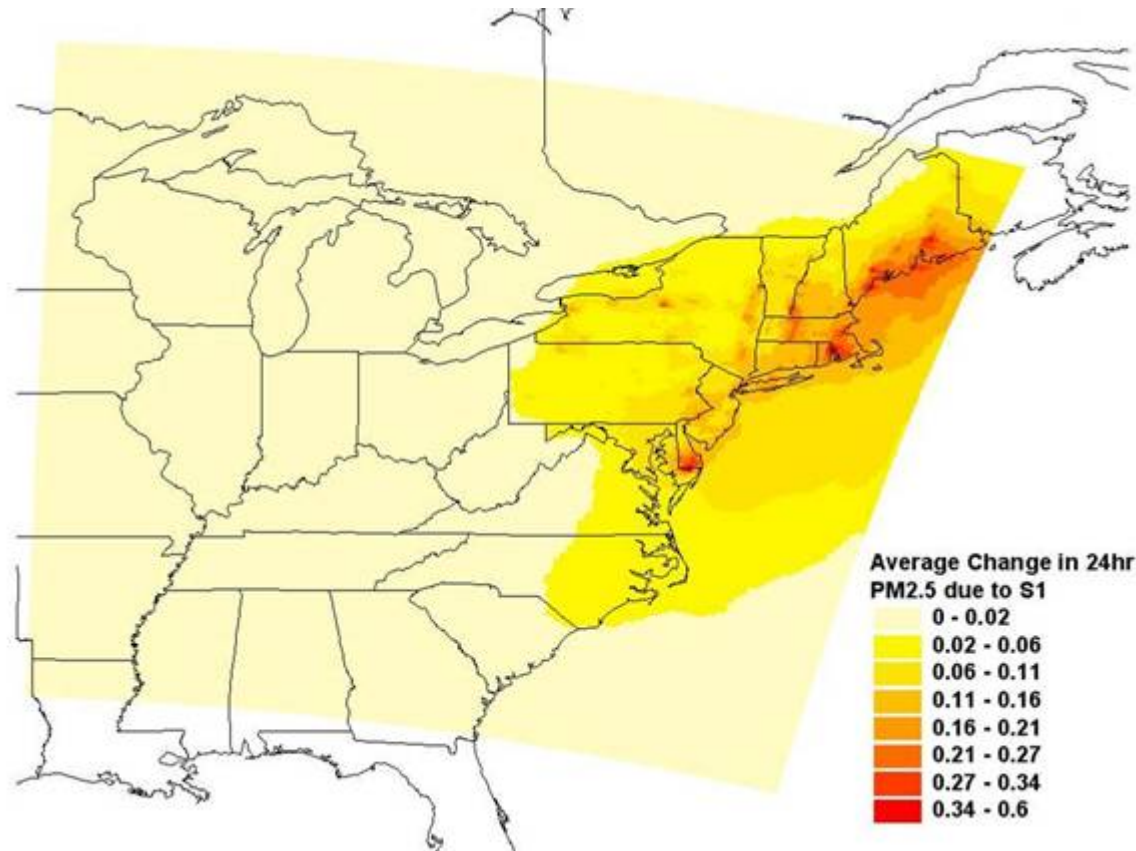 Average Change in 24hr
PM2.5 due to S1
0 - 0.02
0.02 - 0.06
0.06 - 0.11
0.11 - 0.16
0.16 - 0.21
0.21 - 0.27
0.27 - 0.34
0.34 - 0.6